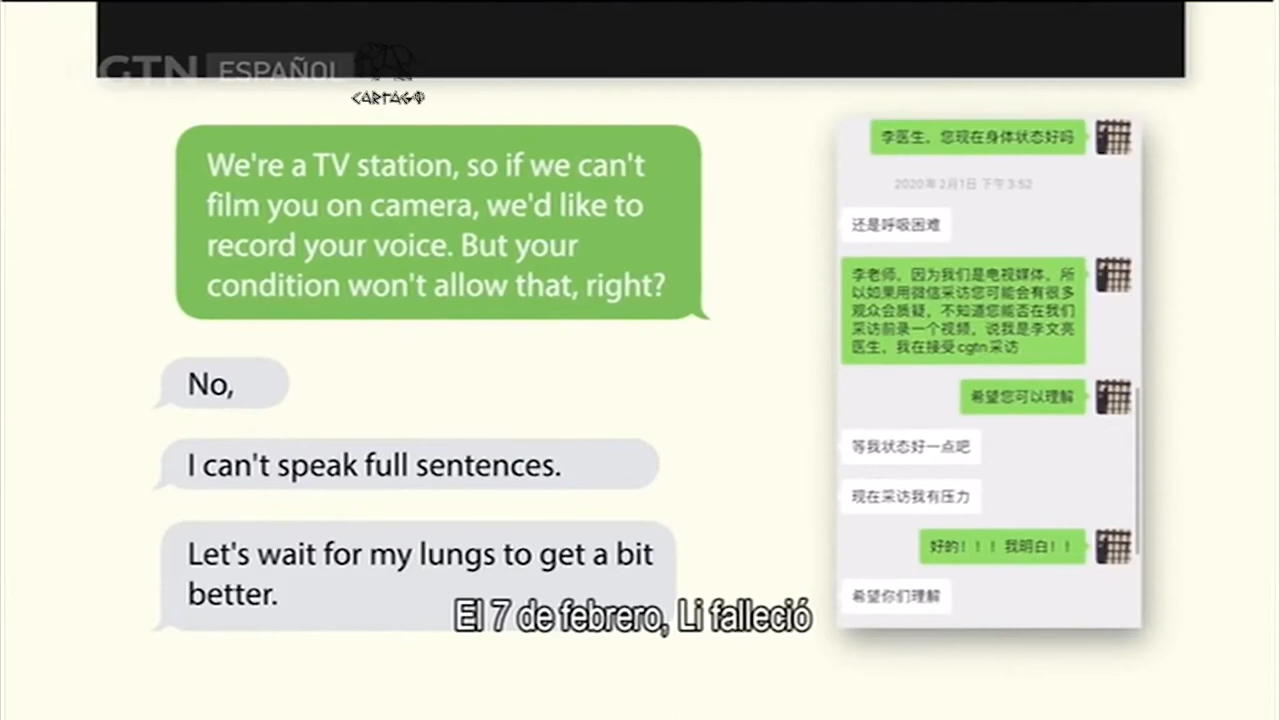 CGTN ESPAÑOL
CARTAGO
We're a TV station, so if we can't
film you on camera, we'd like to
record your voice. But your
condition won't allow that, right?
No,
I can't speak full sentences.
Let's wait for my lungs to get a bit
better.
El 7 de febrero, Li falleció
李医生，您现在身体状态好吗
2020年2月1日 下午3:52
还是呼吸困难
李老师，因为我们是电视媒体，所
以如果用微信采访您可能会有很多
观众会质疑，不知道您能否在我们
采访前录一个视频，说我是李文亮
医生，我在接受cgtn采访
希望您可以理解
等我状态好一点吧
现在采访我有压力
好的！！！我明白！！
希望你们理解